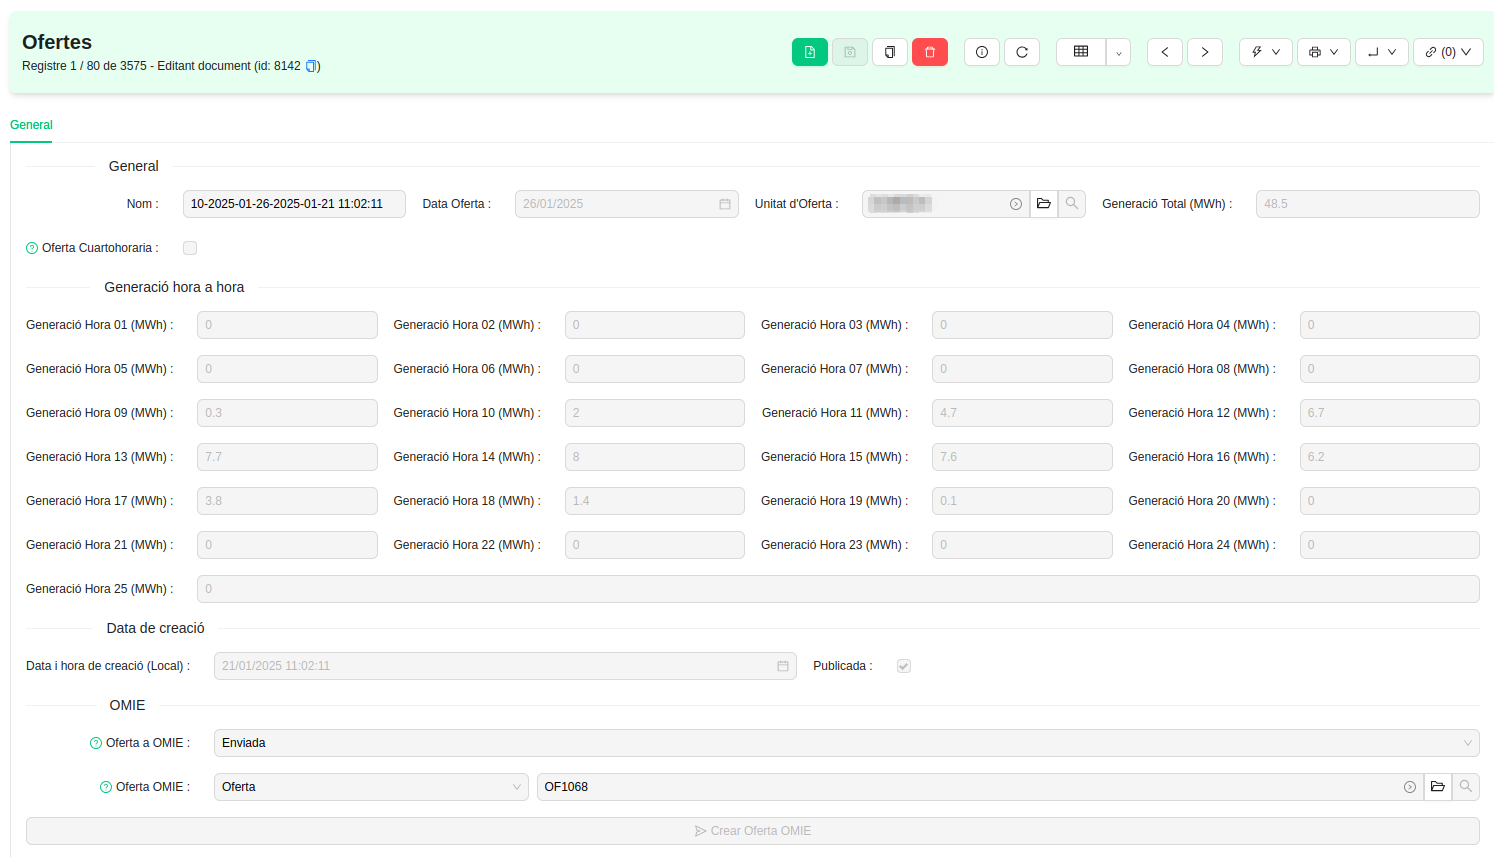 Ofertes
Registre 1 / 80 de 3575 - Editant document (id: 8142 )
(0)
General
General
Nom : 10-2025-01-26-2025-01-21 11:02:11 Data Oferta : 26/01/2025 Unitat d'Oferta : Generació Total (MWh) : 48.5
Oferta Cuartohoraria :
Generació hora a hora
Generació Hora 01 (MWh) : 0 Generació Hora 02 (MWh) : 0 Generació Hora 03 (MWh) : 0 Generació Hora 04 (MWh) : 0
Generació Hora 05 (MWh) : 0 Generació Hora 06 (MWh) : 0 Generació Hora 07 (MWh) : 0 Generació Hora 08 (MWh) : 0
Generació Hora 09 (MWh) : 0.3 Generació Hora 10 (MWh) : 2 Generació Hora 11 (MWh) : 4.7 Generació Hora 12 (MWh) : 6.7
Generació Hora 13 (MWh) : 7.7 Generació Hora 14 (MWh) : 8 Generació Hora 15 (MWh) : 7.6 Generació Hora 16 (MWh) : 6.2
Generació Hora 17 (MWh) : 3.8 Generació Hora 18 (MWh) : 1.4 Generació Hora 19 (MWh) : 0.1 Generació Hora 20 (MWh) : 0
Generació Hora 21 (MWh) : 0 Generació Hora 22 (MWh) : 0 Generació Hora 23 (MWh) : 0 Generació Hora 24 (MWh) : 0
Generació Hora 25 (MWh) : 0
Data de creació
Data i hora de creació (Local) : 21/01/2025 11:02:11 Publicada :
OMIE
Oferta a OMIE : Enviada
Oferta OMIE : Oferta OF1068
Crear Oferta OMIE